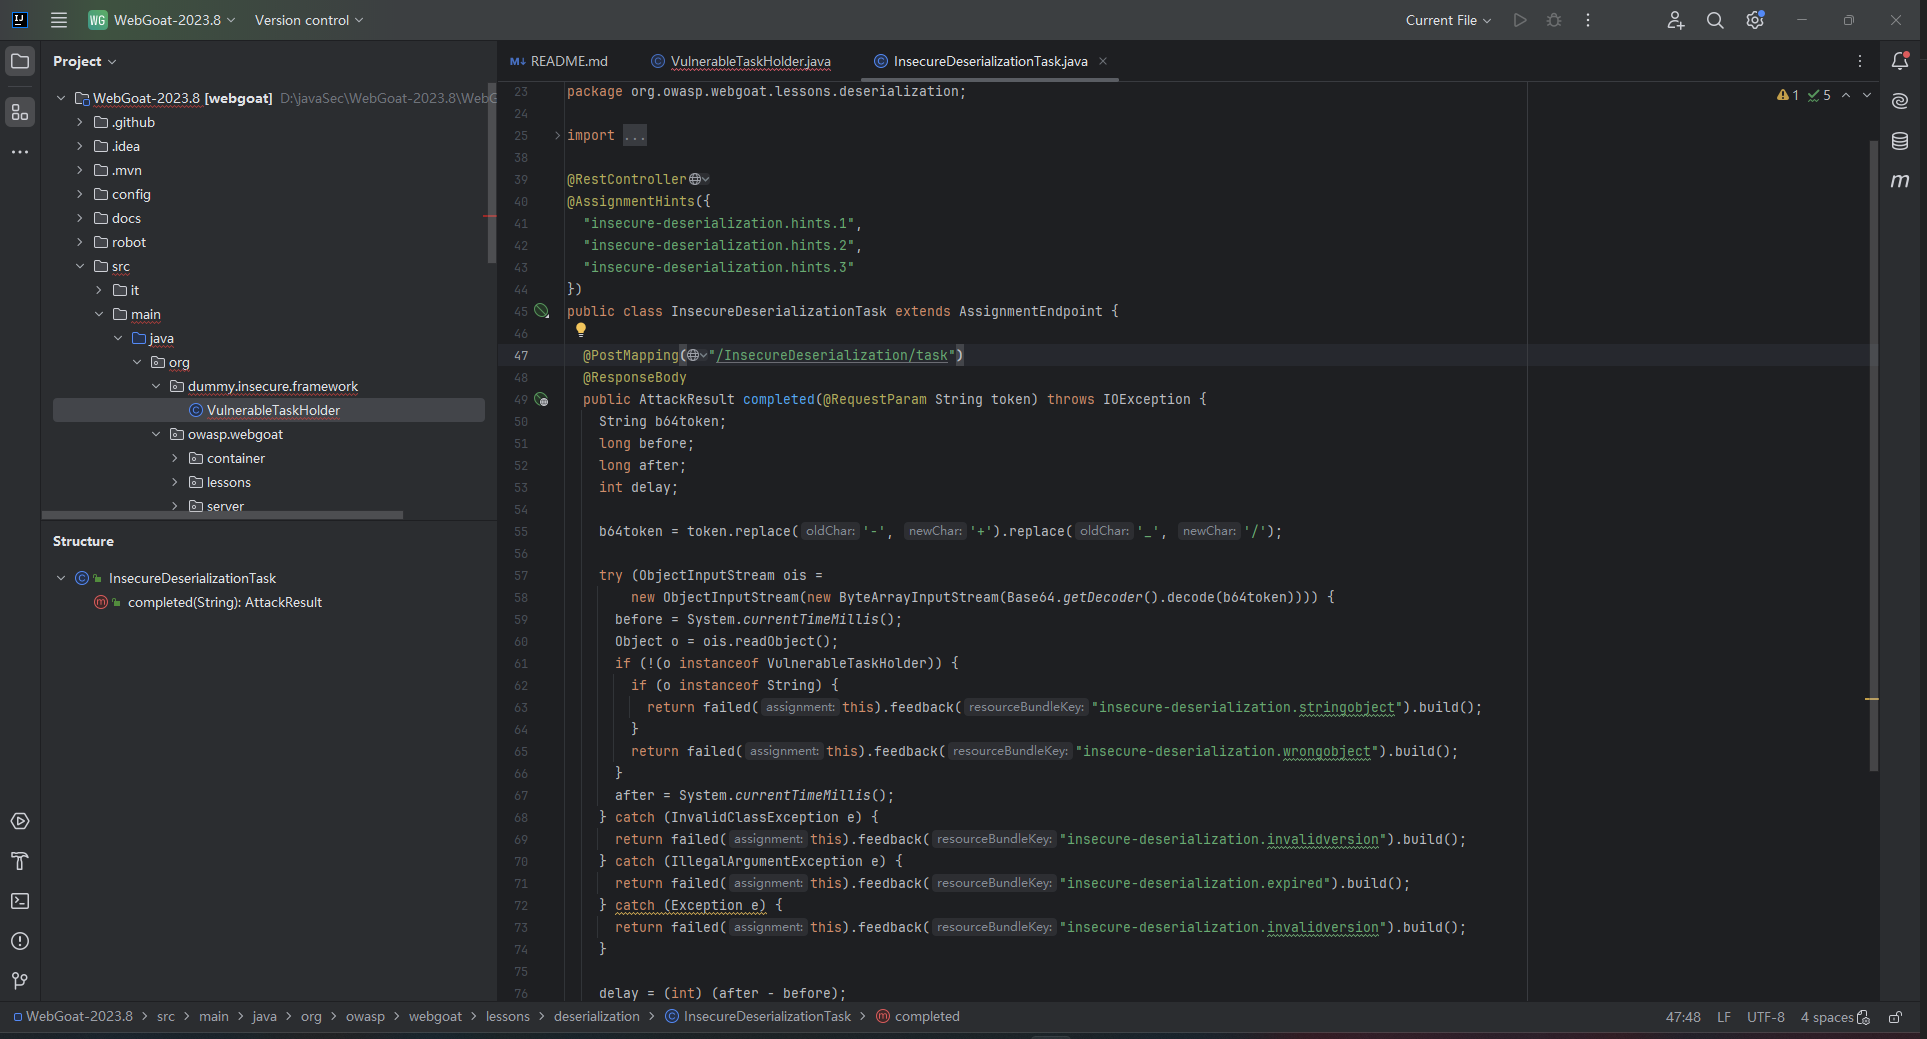 WG WebGoat-2023.8 Version control Current File
Project
WebGoat-2023.8 [webgoat] D:\javaSec\WebGoat-2023.8\WebG
.github
.idea
.mvn
config
docs
robot
src
it
main
java
org
dummy.insecure.framework
VulnerableTaskHolder
owasp.webgoat
container
lessons
server
Structure
InsecureDeserializationTask
completed(String): AttackResult
README.md VulnerableTaskHolder.java InsecureDeserializationTask.java
1 5
23 package org.owasp.webgoat.lessons.deserialization;
24
25 import ...
38
39 @RestController
40 @AssignmentHints({
41 "insecure-deserialization.hints.1",
42 "insecure-deserialization.hints.2",
43 "insecure-deserialization.hints.3"
44 })
45 public class InsecureDeserializationTask extends AssignmentEndpoint {
46
47 @PostMapping("/InsecureDeserialization/task")
48 @ResponseBody
49 public AttackResult completed(@RequestParam String token) throws IOException {
50 String b64token;
51 long before;
52 long after;
53 int delay;
54
55 b64token = token.replace( oldChar: '-', newChar: '+').replace( oldChar: '_', newChar: '/');
56
57 try (ObjectInputStream ois =
58 new ObjectInputStream(new ByteArrayInputStream(Base64.getDecoder().decode(b64token)))) {
59 before = System.currentTimeMillis();
60 Object o = ois.readObject();
61 if (!(o instanceof VulnerableTaskHolder)) {
62 if (o instanceof String) {
63 return failed( assignment: this).feedback( resourceBundleKey: "insecure-deserialization.stringobject").build();
64 }
65 return failed( assignment: this).feedback( resourceBundleKey: "insecure-deserialization.wrongobject").build();
66 }
67 after = System.currentTimeMillis();
68 } catch (InvalidClassException e) {
69 return failed( assignment: this).feedback( resourceBundleKey: "insecure-deserialization.invalidversion").build();
70 } catch (IllegalArgumentException e) {
71 return failed( assignment: this).feedback( resourceBundleKey: "insecure-deserialization.expired").build();
72 } catch (Exception e) {
73 return failed( assignment: this).feedback( resourceBundleKey: "insecure-deserialization.invalidversion").build();
74 }
75
76 delay = (int) (after - before);
WebGoat-2023.8 > src > main > java > org > owasp > webgoat > lessons > deserialization > InsecureDeserializationTask > completed 47:48 LF UTF-8 4 spaces